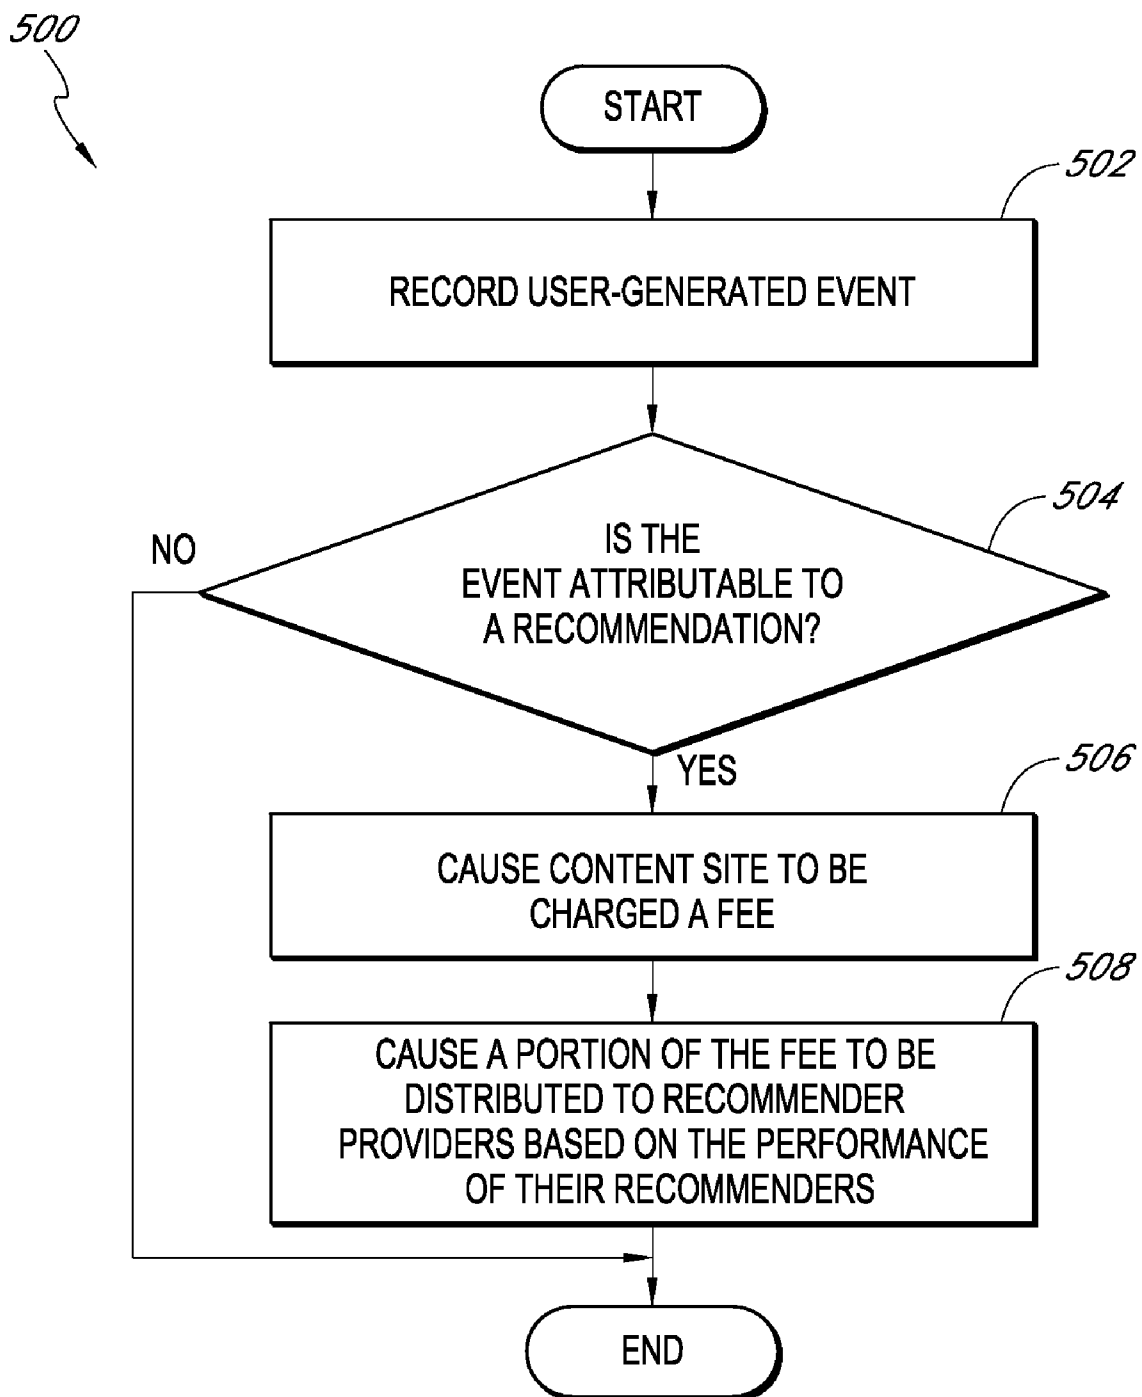 500
START
502
RECORD USER-GENERATED EVENT
504
NO
IS THE
EVENT ATTRIBUTABLE TO
A RECOMMENDATION?
YES
506
CAUSE CONTENT SITE TO BE
CHARGED A FEE
508
CAUSE A PORTION OF THE FEE TO BE
DISTRIBUTED TO RECOMMENDER
PROVIDERS BASED ON THE PERFORMANCE
OF THEIR RECOMMENDERS
END